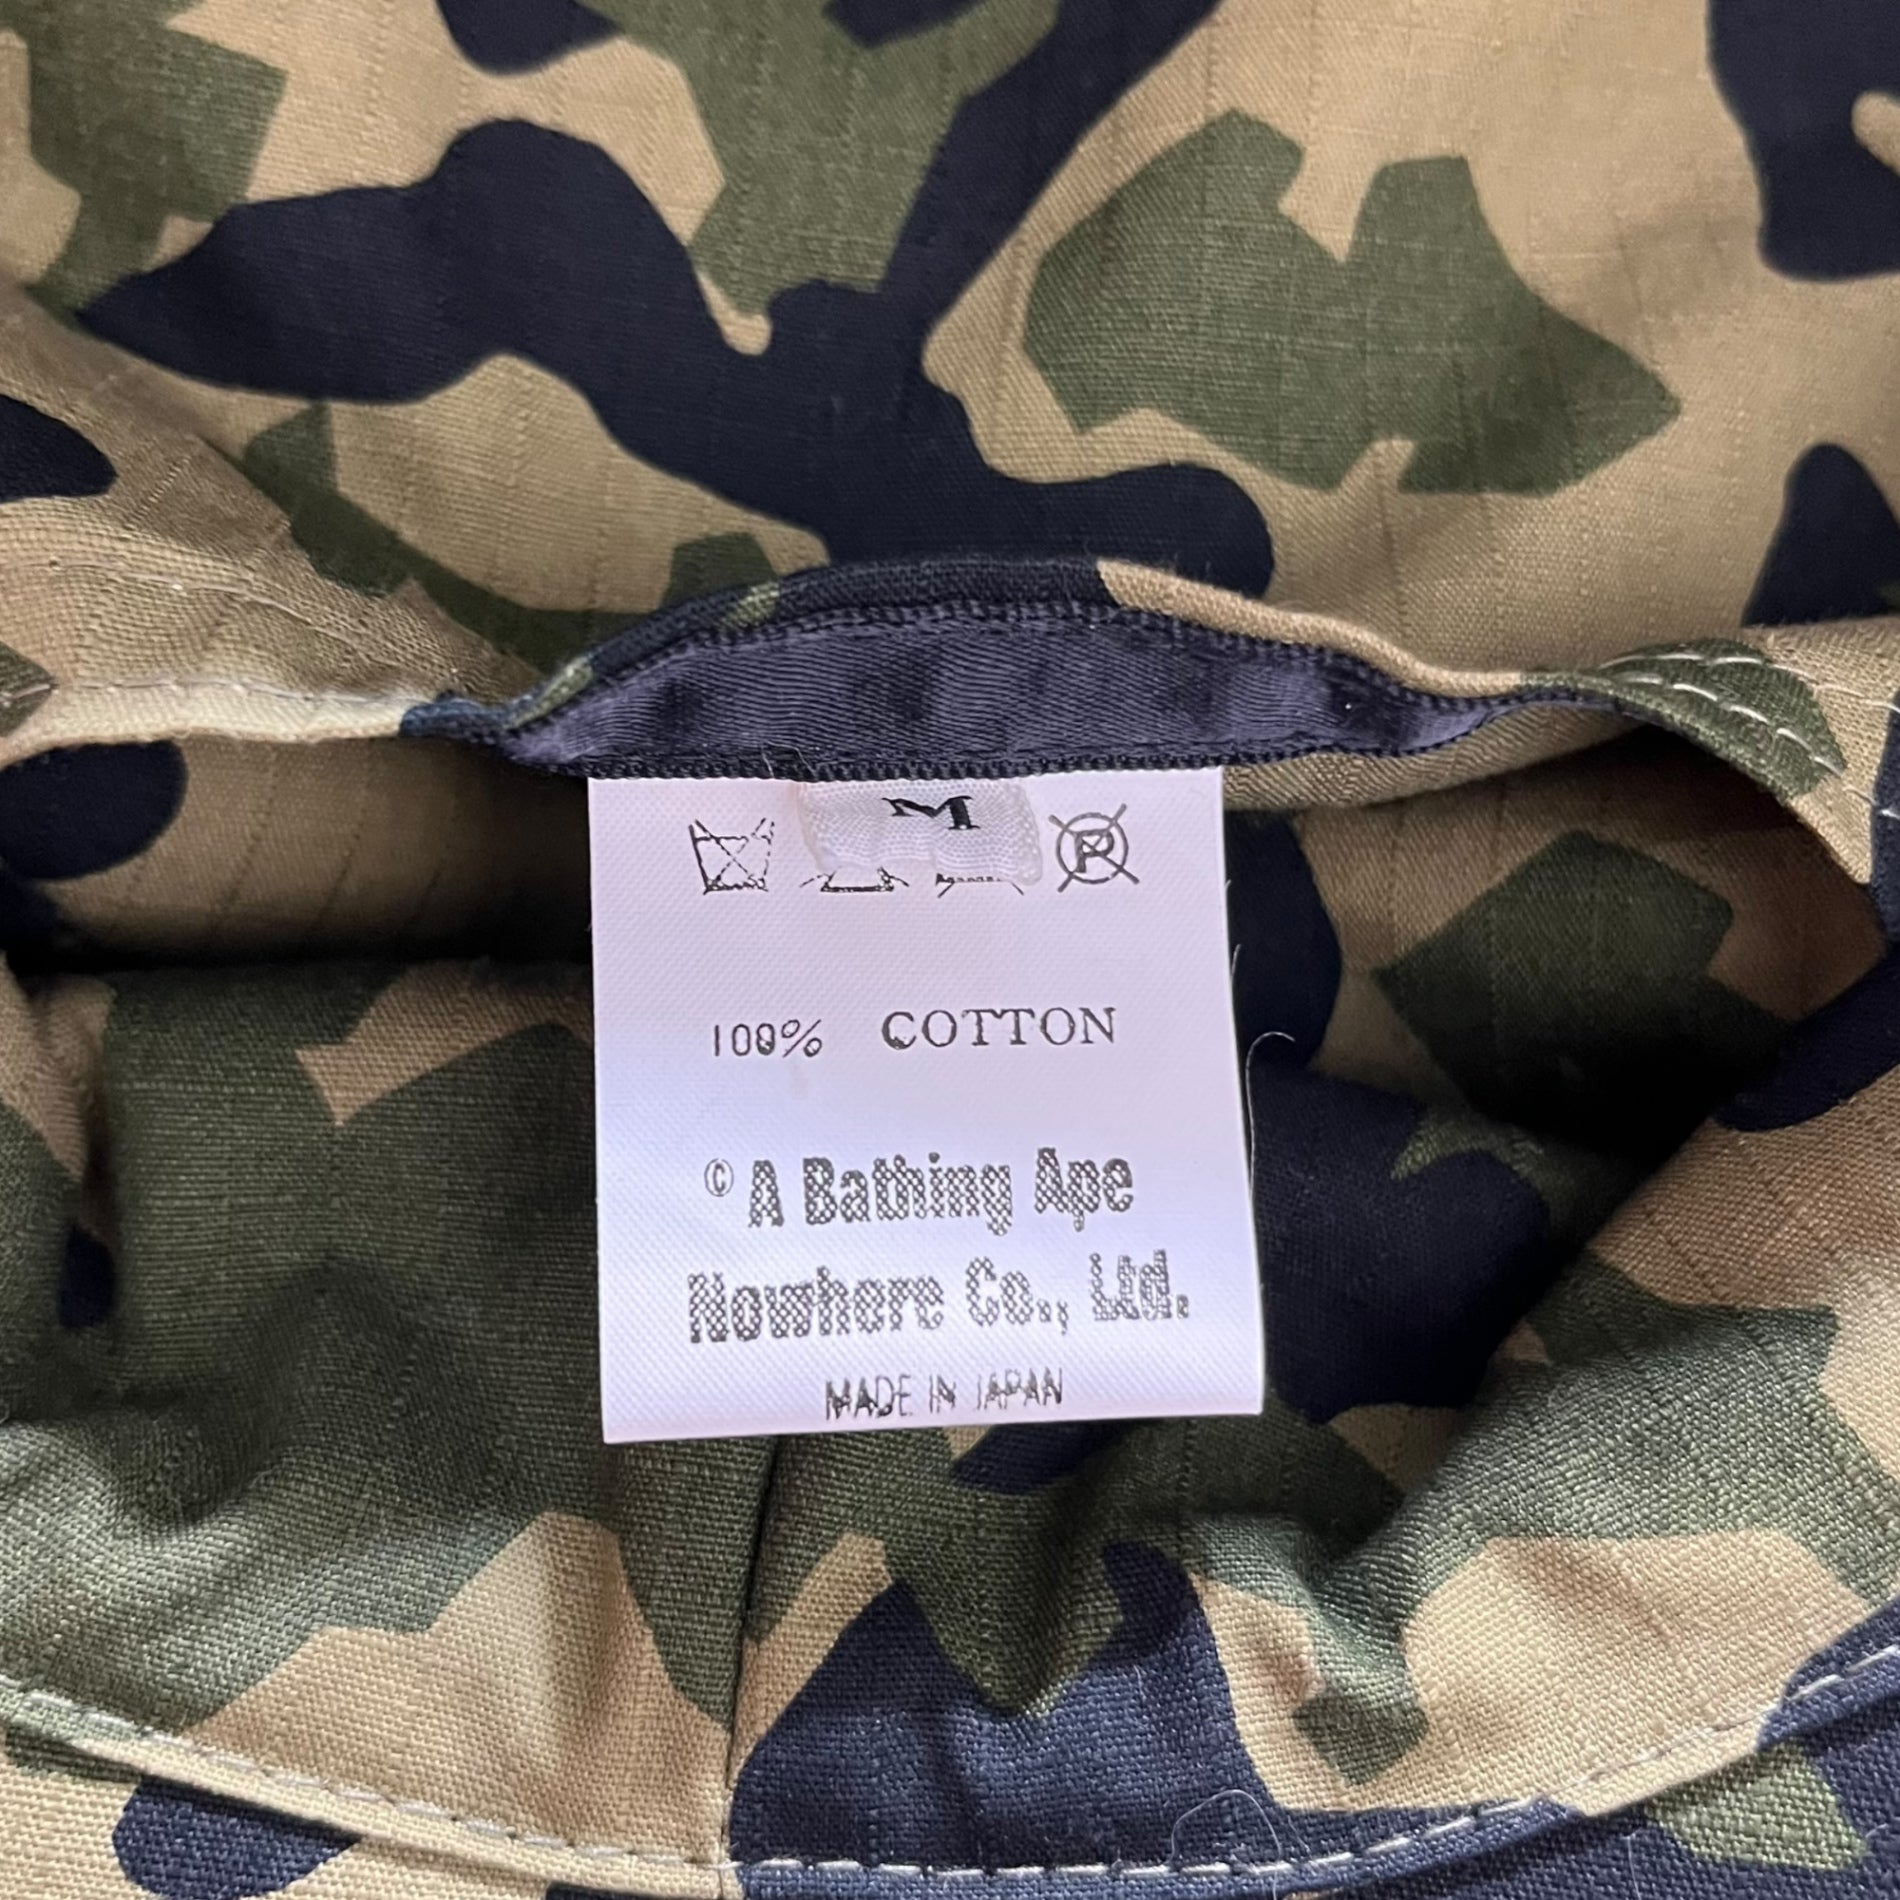 M
P
100% COTTON
© A Bathing Ape
Nowhere Co., Ltd.
MADE IN JAPAN